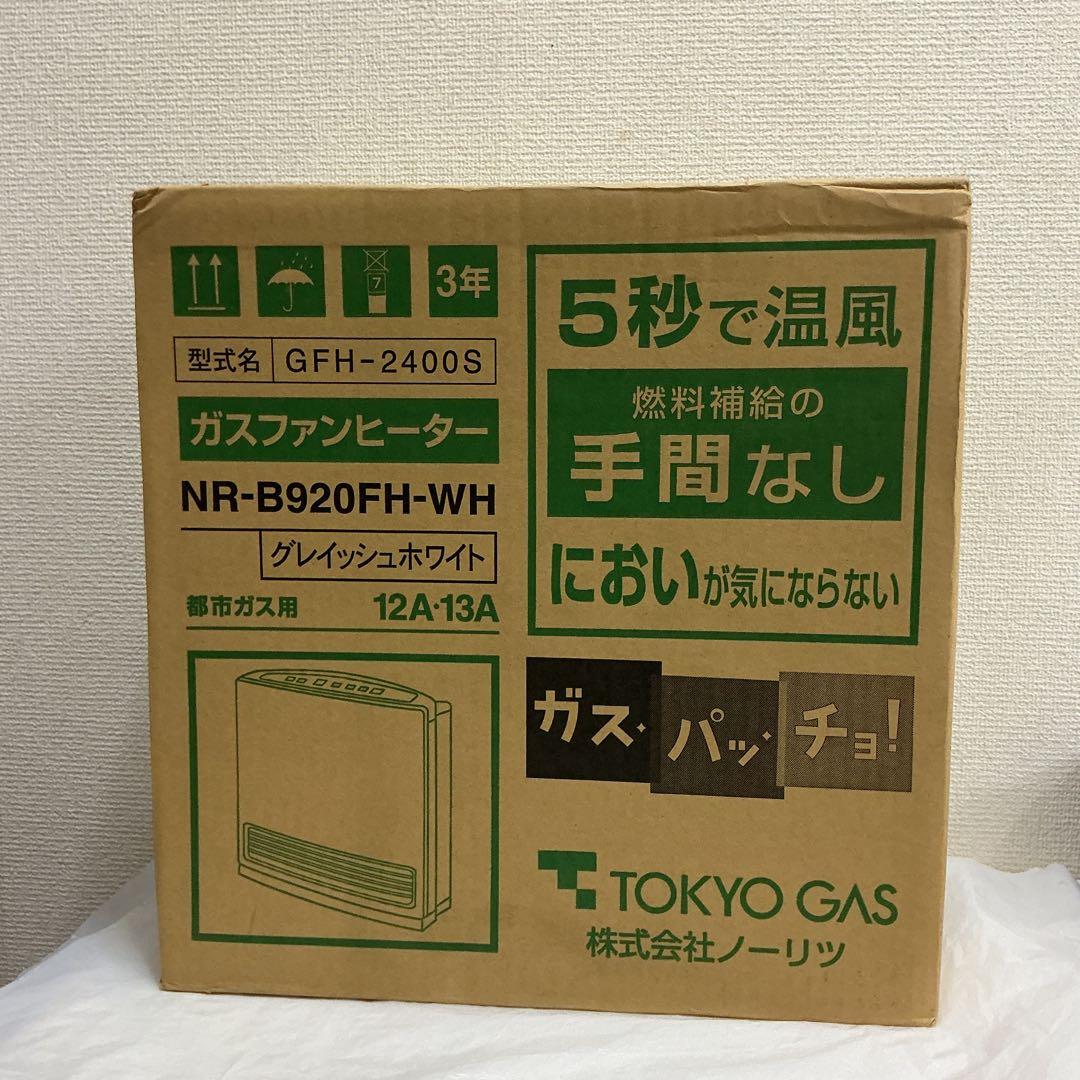 7
3年
型式名 GFH-2400S
ガスファンヒーター
NR-B920FH-WH
グレイッシュホワイト
都市ガス用 12A・13A
5秒で温風
燃料補給の
手間なし
においが気にならない
ガス・パッ・チョ!
TOKYO GAS
株式会社ノーリツ